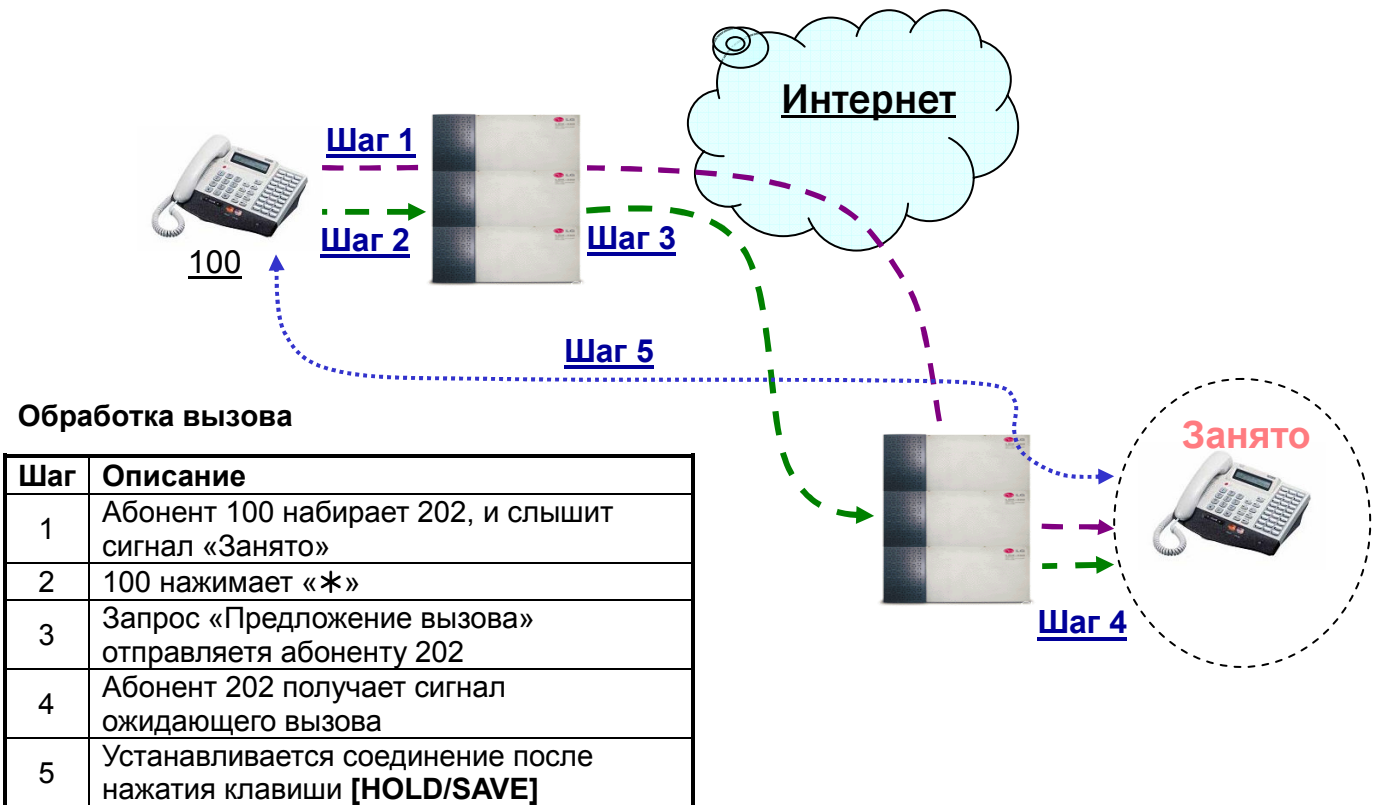 Интернет
Шаг 1
Шаг 2
Шаг 3
100
Шаг 5
Занято
Шаг 4
Обработка вызова
Шаг Описание
1 Абонент 100 набирает 202, и слышит
сигнал «Занято»
2 100 нажимает «*»
3 Запрос «Предложение вызова»
отправляетя абоненту 202
4 Абонент 202 получает сигнал
ожидающего вызова
5 Устанавливается соединение после
нажатия клавиши [HOLD/SAVE]